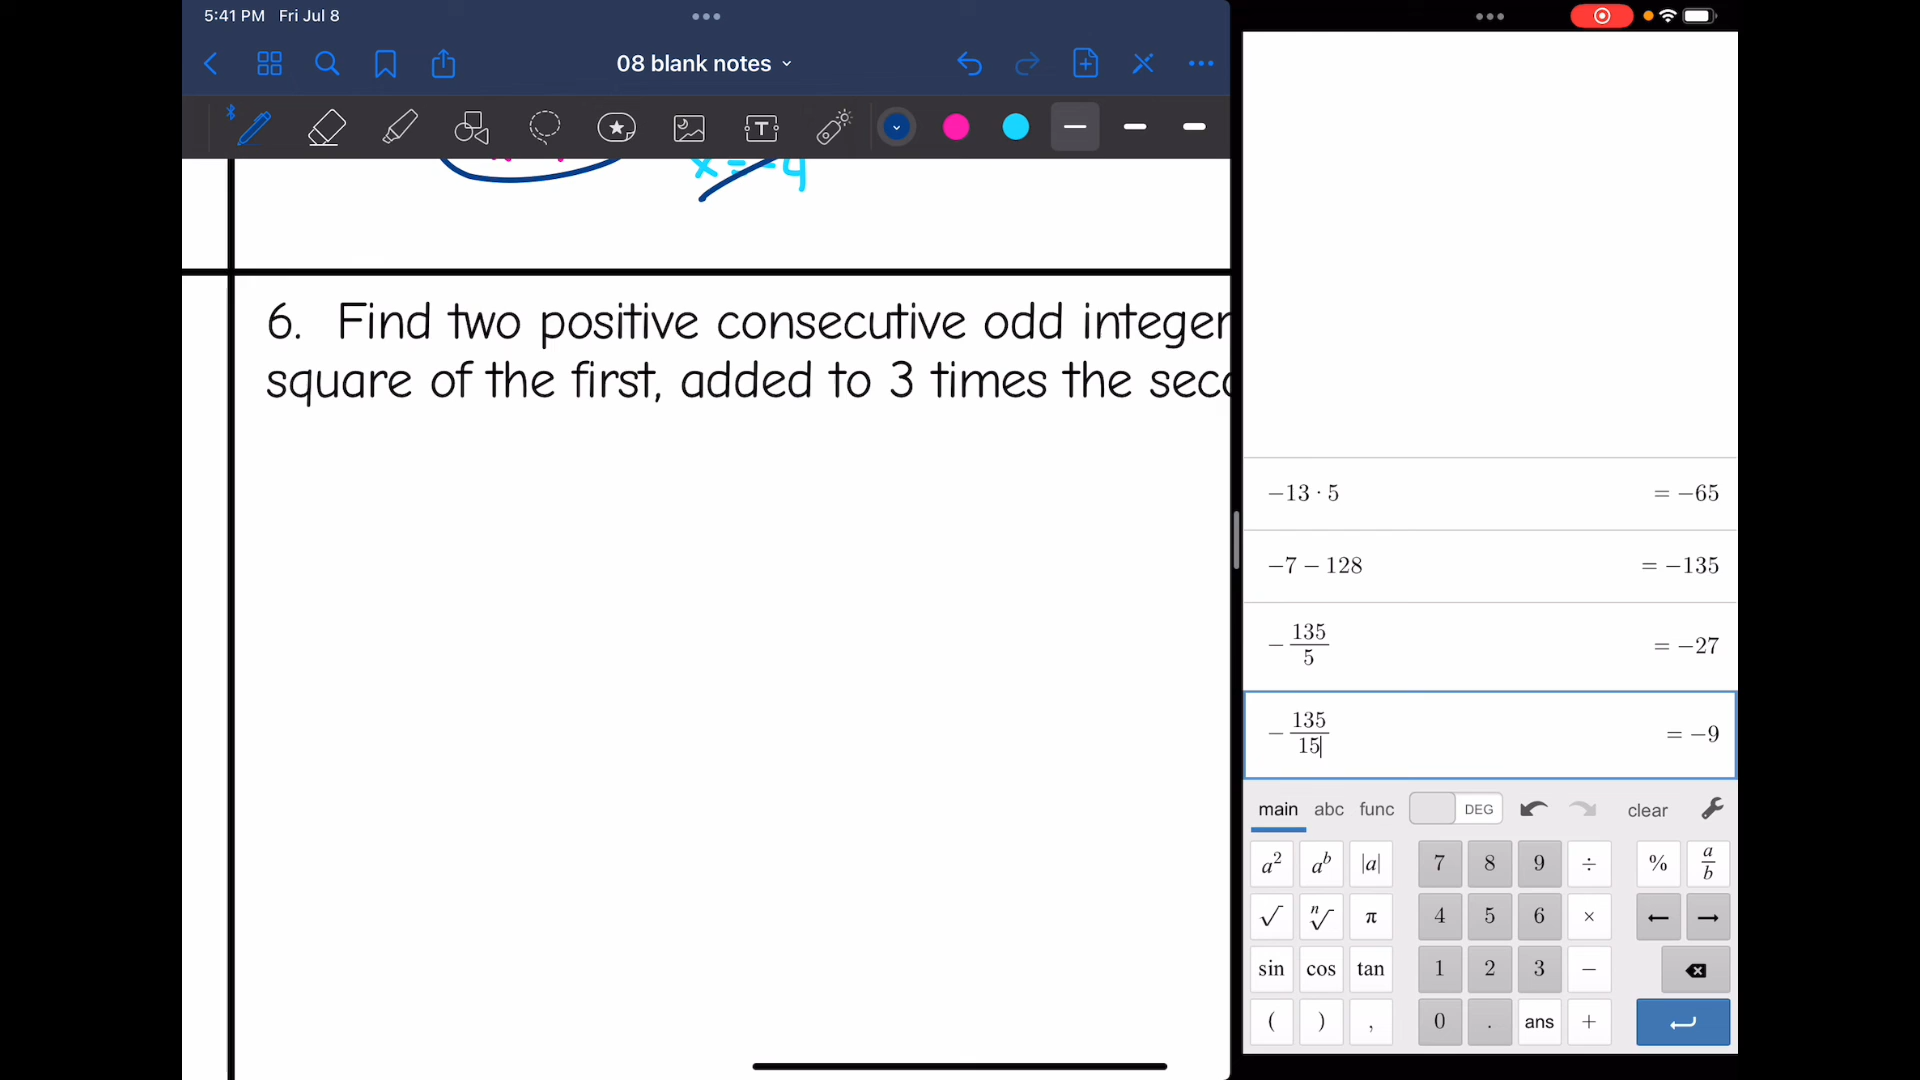 5:41 PM Fri Jul 8
08 blank notes
x = -4
6. Find two positive consecutive odd integer
square of the first, added to 3 times the seco
−13 · 5 = −65
−7 − 128 = −135
− 135/5 = −27
− 135/15 = −9
main abc func DEG clear
a² aᵇ |a| 7 8 9 ÷ % a/b
√ ⁿ√ π 4 5 6 × ← →
sin cos tan 1 2 3 −
( ) , 0 . ans +